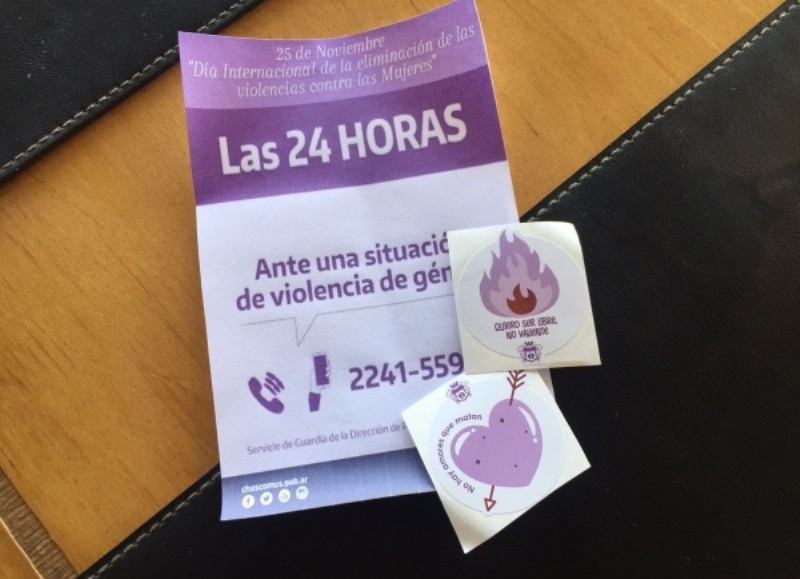 25 de Noviembre
"Día Internacional de la eliminación de las
violencias contra las Mujeres"
Las 24 HORAS
Ante una situació
de violencia de gén
2241-559
Servicio de Guardia de la Dirección de
chascomus.gob.ar
QUIERO SER LIBRE,
NO VALIENTE
No hay amores que matan